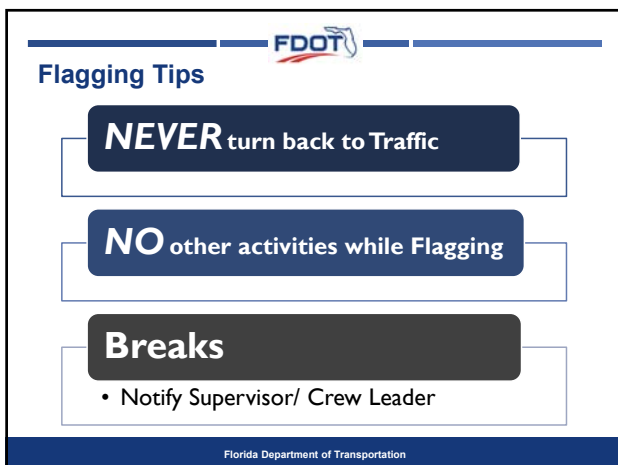 FDOT
Flagging Tips
NEVER turn back to Traffic
NO other activities while Flagging
Breaks
• Notify Supervisor/ Crew Leader
Florida Department of Transportation